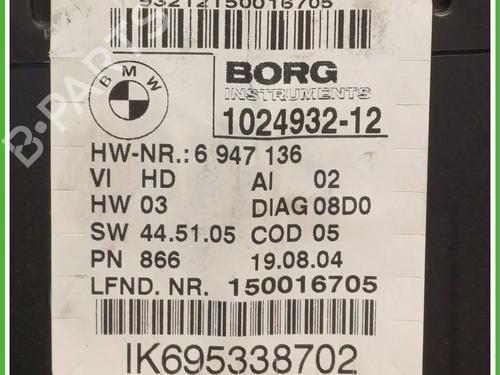 93212150016705
BMW
BORG
INSTRUMENTS
1024932-12
HW-NR.: 6 947 136
VI HD AI 02
HW 03 DIAG 08D0
SW 44.51.05 COD 05
PN 866 19.08.04
LFND. NR. 150016705
IK695338702